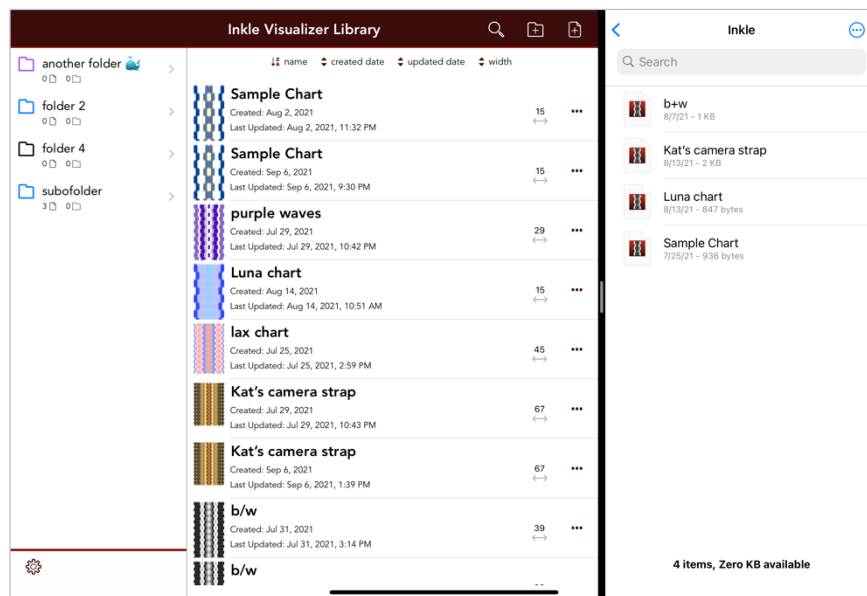 Inkle Visualizer Library
another folder 🐳
0 0
folder 2
0 0
folder 4
0 0
subofolder
3 0
name created date updated date width
Sample Chart
Created: Aug 2, 2021
Last Updated: Aug 2, 2021, 11:32 PM
15
Sample Chart
Created: Sep 6, 2021
Last Updated: Sep 6, 2021, 9:30 PM
15
purple waves
Created: Jul 29, 2021
Last Updated: Jul 29, 2021, 10:42 PM
29
Luna chart
Created: Aug 14, 2021
Last Updated: Aug 14, 2021, 10:51 AM
15
lax chart
Created: Jul 25, 2021
Last Updated: Jul 25, 2021, 2:59 PM
45
Kat's camera strap
Created: Jul 29, 2021
Last Updated: Jul 29, 2021, 10:43 PM
67
Kat's camera strap
Created: Sep 6, 2021
Last Updated: Sep 6, 2021, 1:39 PM
67
b/w
Created: Jul 31, 2021
Last Updated: Jul 31, 2021, 3:14 PM
39
b/w
Inkle
Search
b+w
8/7/21 - 1 KB
Kat's camera strap
8/13/21 - 2 KB
Luna chart
8/13/21 - 847 bytes
Sample Chart
7/25/21 - 936 bytes
4 items, Zero KB available